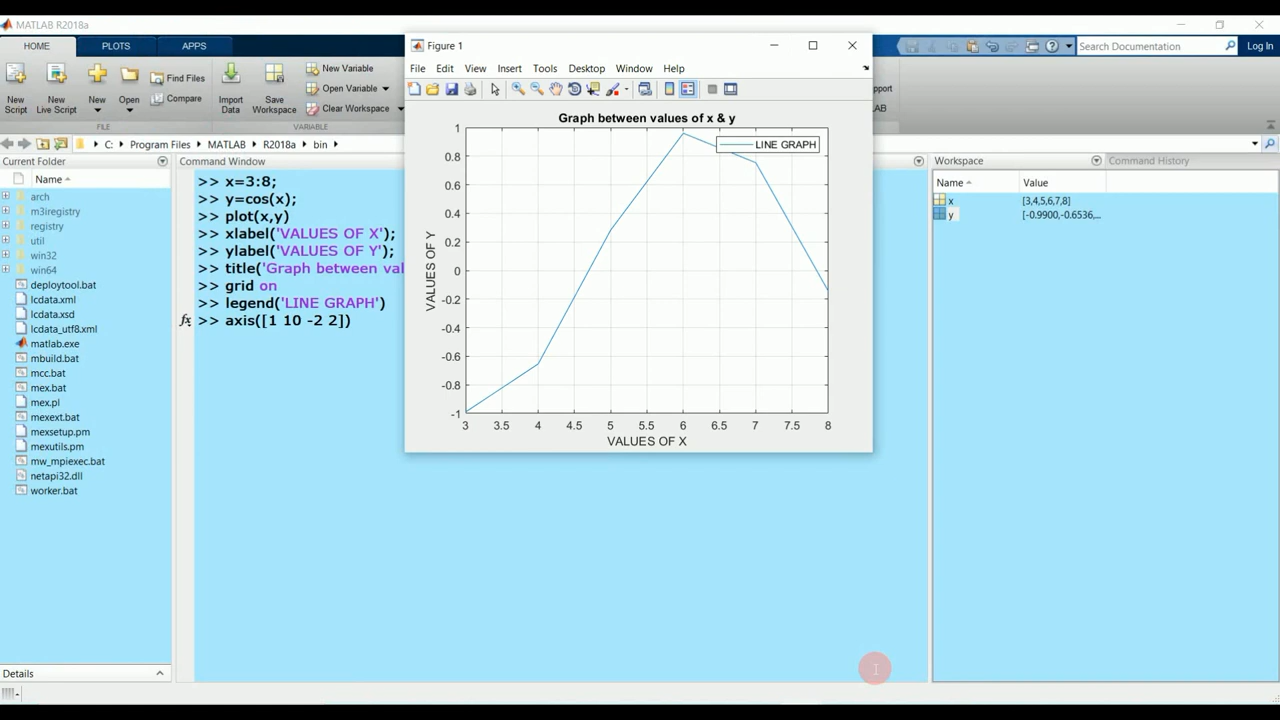 MATLAB R2018a
HOME PLOTS APPS
Search Documentation
Log In
New Script
New Live Script
New
Open
Find Files
Compare
Import Data
Save Workspace
New Variable
Open Variable
Clear Workspace
FILE
VARIABLE
C: Program Files MATLAB R2018a bin
Current Folder
Name
arch
m3iregistry
registry
util
win32
win64
deploytool.bat
lcdata.xml
lcdata.xsd
lcdata_utf8.xml
matlab.exe
mbuild.bat
mcc.bat
mex.bat
mex.pl
mexext.bat
mexsetup.pm
mexutils.pm
mw_mpiexec.bat
netapi32.dll
worker.bat
Details
Command Window
>> x=3:8;
>> y=cos(x);
>> plot(x,y)
>> xlabel('VALUES OF X');
>> ylabel('VALUES OF Y');
>> title('Graph between val
>> grid on
>> legend('LINE GRAPH')
fx >> axis([1 10 -2 2])
Figure 1
File Edit View Insert Tools Desktop Window Help
Graph between values of x & y
LINE GRAPH
1
0.8
0.6
0.4
0.2
0
-0.2
-0.4
-0.6
-0.8
-1
VALUES OF Y
3 3.5 4 4.5 5 5.5 6 6.5 7 7.5 8
VALUES OF X
port
AB
Workspace
Command History
Name Value
x [3,4,5,6,7,8]
y [-0.9900,-0.6536,...